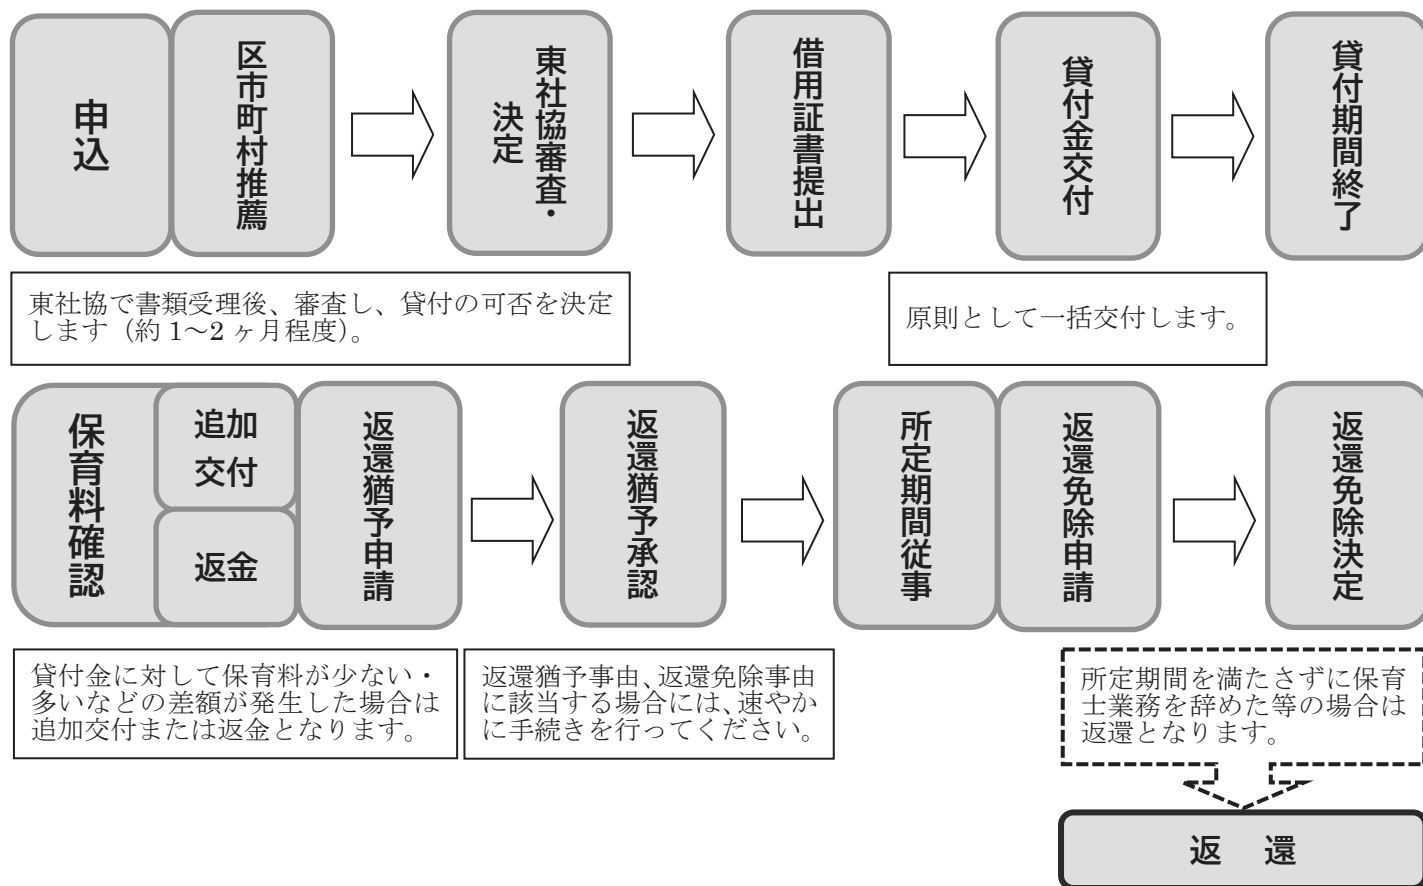 申込
区市町村推薦
東社協審査・
決定
借用証書提出
貸付金交付
貸付期間終了
東社協で書類受理後、審査し、貸付の可否を決定
します（約 1～2 ヶ月程度）。
原則として一括交付します。
保育料確認
追加
交付
返金
返還猶予申請
返還猶予承認
所定期間従事
返還免除申請
返還免除決定
貸付金に対して保育料が少ない・
多いなどの差額が発生した場合は
追加交付または返金となります。
返還猶予事由、返還免除事由
に該当する場合には、速やか
に手続きを行ってください。
所定期間を満たさずに保育
士業務を辞めた等の場合は
返還となります。
返　還